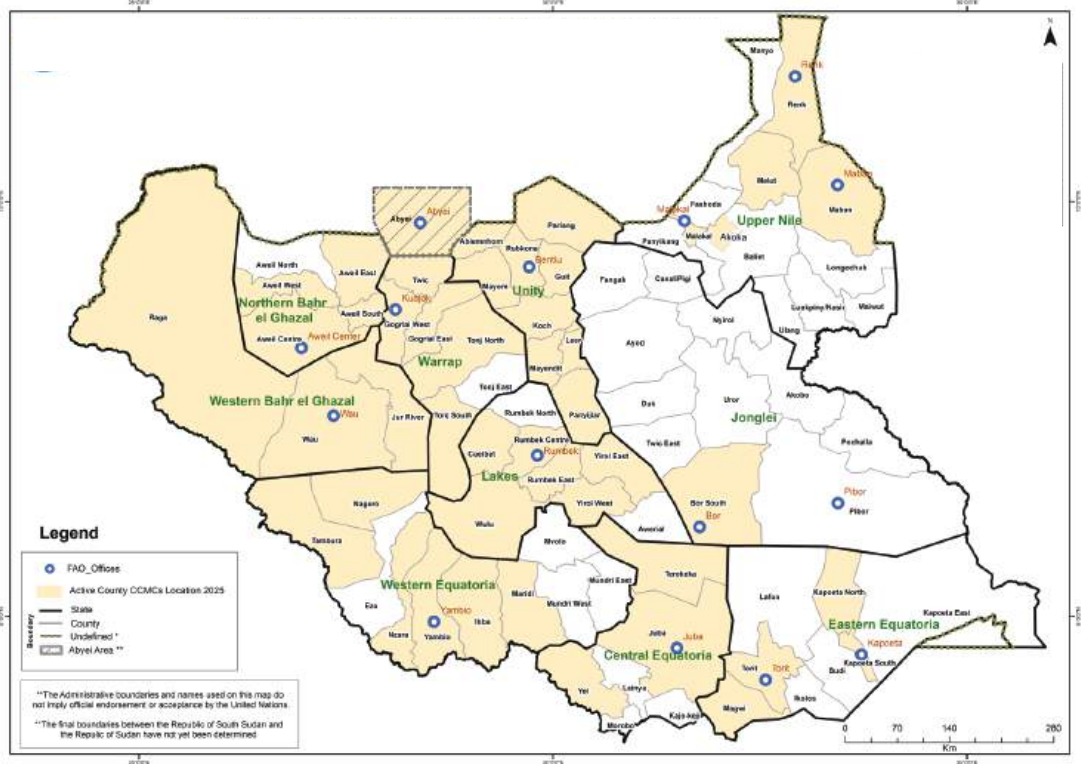 N
Manyo
Renk
Renk
Melut
Maban
Fashoda
Malakal
Upper Nile
Abyei
Abyei
Pariang
Abiemnhom
Rubkona
Panyikang
Malakal
Akoka
Baliet
Longechuk
Aweil North
Aweil East
Aweil West
Twic
Mayom
Bentiu
Guit
Unity
Fangak
Canal/Pigi
Luakpiny/Nasir
Maiwut
Northern Bahr
el Ghazal
Kuajok
Aweil South
Gogrial West
Koch
Nyirol
Ulang
Raga
Aweil Centre
Aweil Center
Gogrial East
Tonj North
Leer
Ayod
Warrap
Mayendit
Tonj East
Akobo
Western Bahr el Ghazal
Wau
Jur River
Tonj South
Rumbek North
Panyijiar
Duk
Uror
Jonglei
Wau
Cueibet
Rumbek Centre
Rumbek
Yirol East
Twic East
Pochalla
Lakes
Rumbek East
Nagero
Wulu
Yirol West
Awerial
Bor South
Bor
Pibor
Pibor
Tambura
Mvolo
Terekeka
Western Equatoria
Maridi
Mundri East
Mundri West
Lafon
Kapoeta North
Kapoeta East
Ezo
Yambio
Ibba
Nzara
Yambio
Juba
Juba
Eastern Equatoria
Central Equatoria
Kapoeta
Kapoeta South
Torit
Torit
Budi
Yei
Lainya
Ikotos
Magwi
Morobo
Kajo-keji
Legend
FAO_Offices
Active County CCMCs Location 2025
Boundary
State
County
Undefined *
Abyei Area **
**The Administrative boundaries and names used on this map do
not imply official endorsement or acceptance by the United Nations.
**The final boundaries between the Republic of South Sudan and
the Republic of Sudan have not yet been determined
0 70 140 280
Km